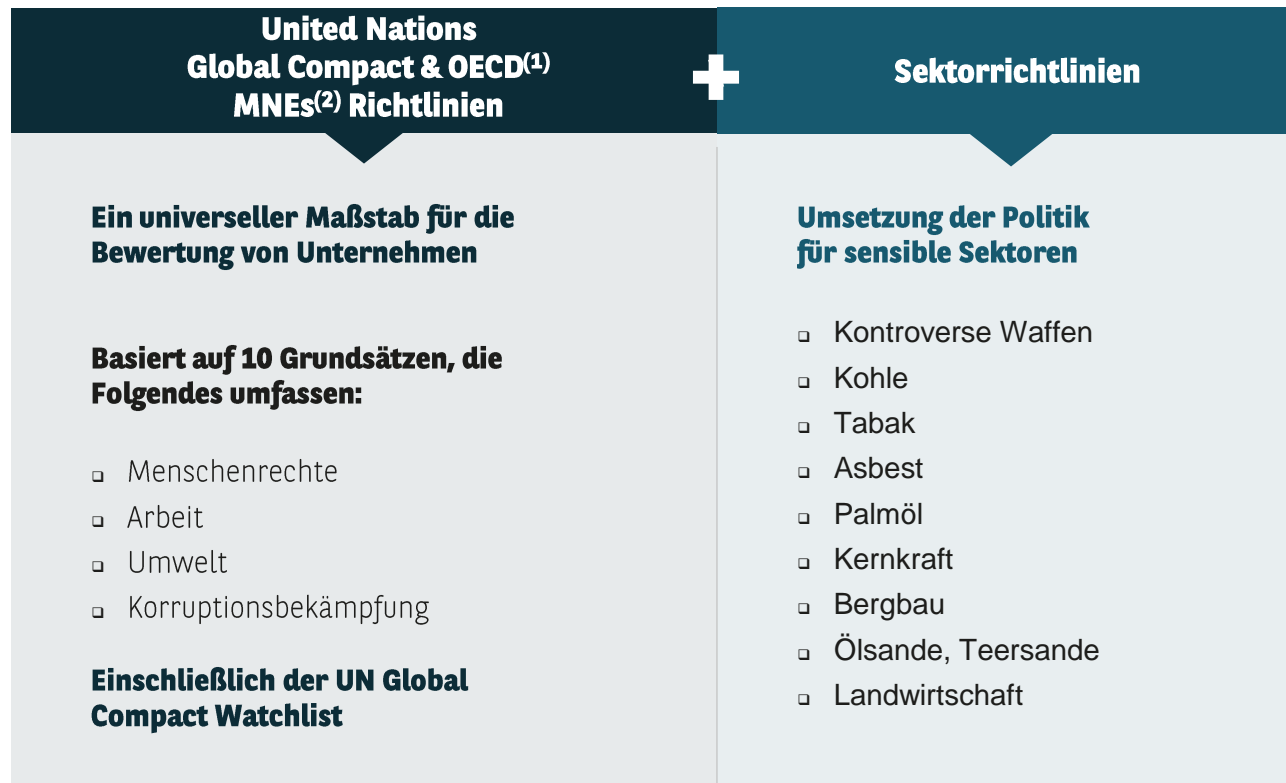 United Nations
Global Compact & OECD(1)
MNEs(2) Richtlinien
Ein universeller Maßstab für die
Bewertung von Unternehmen
Basiert auf 10 Grundsätzen, die
Folgendes umfassen:
Menschenrechte
Arbeit
Umwelt
Korruptionsbekämpfung
Einschließlich der UN Global
Compact Watchlist
Sektorrichtlinien
Umsetzung der Politik
für sensible Sektoren
Kontroverse Waffen
Kohle
Tabak
Asbest
Palmöl
Kernkraft
Bergbau
Ölsande, Teersande
Landwirtschaft